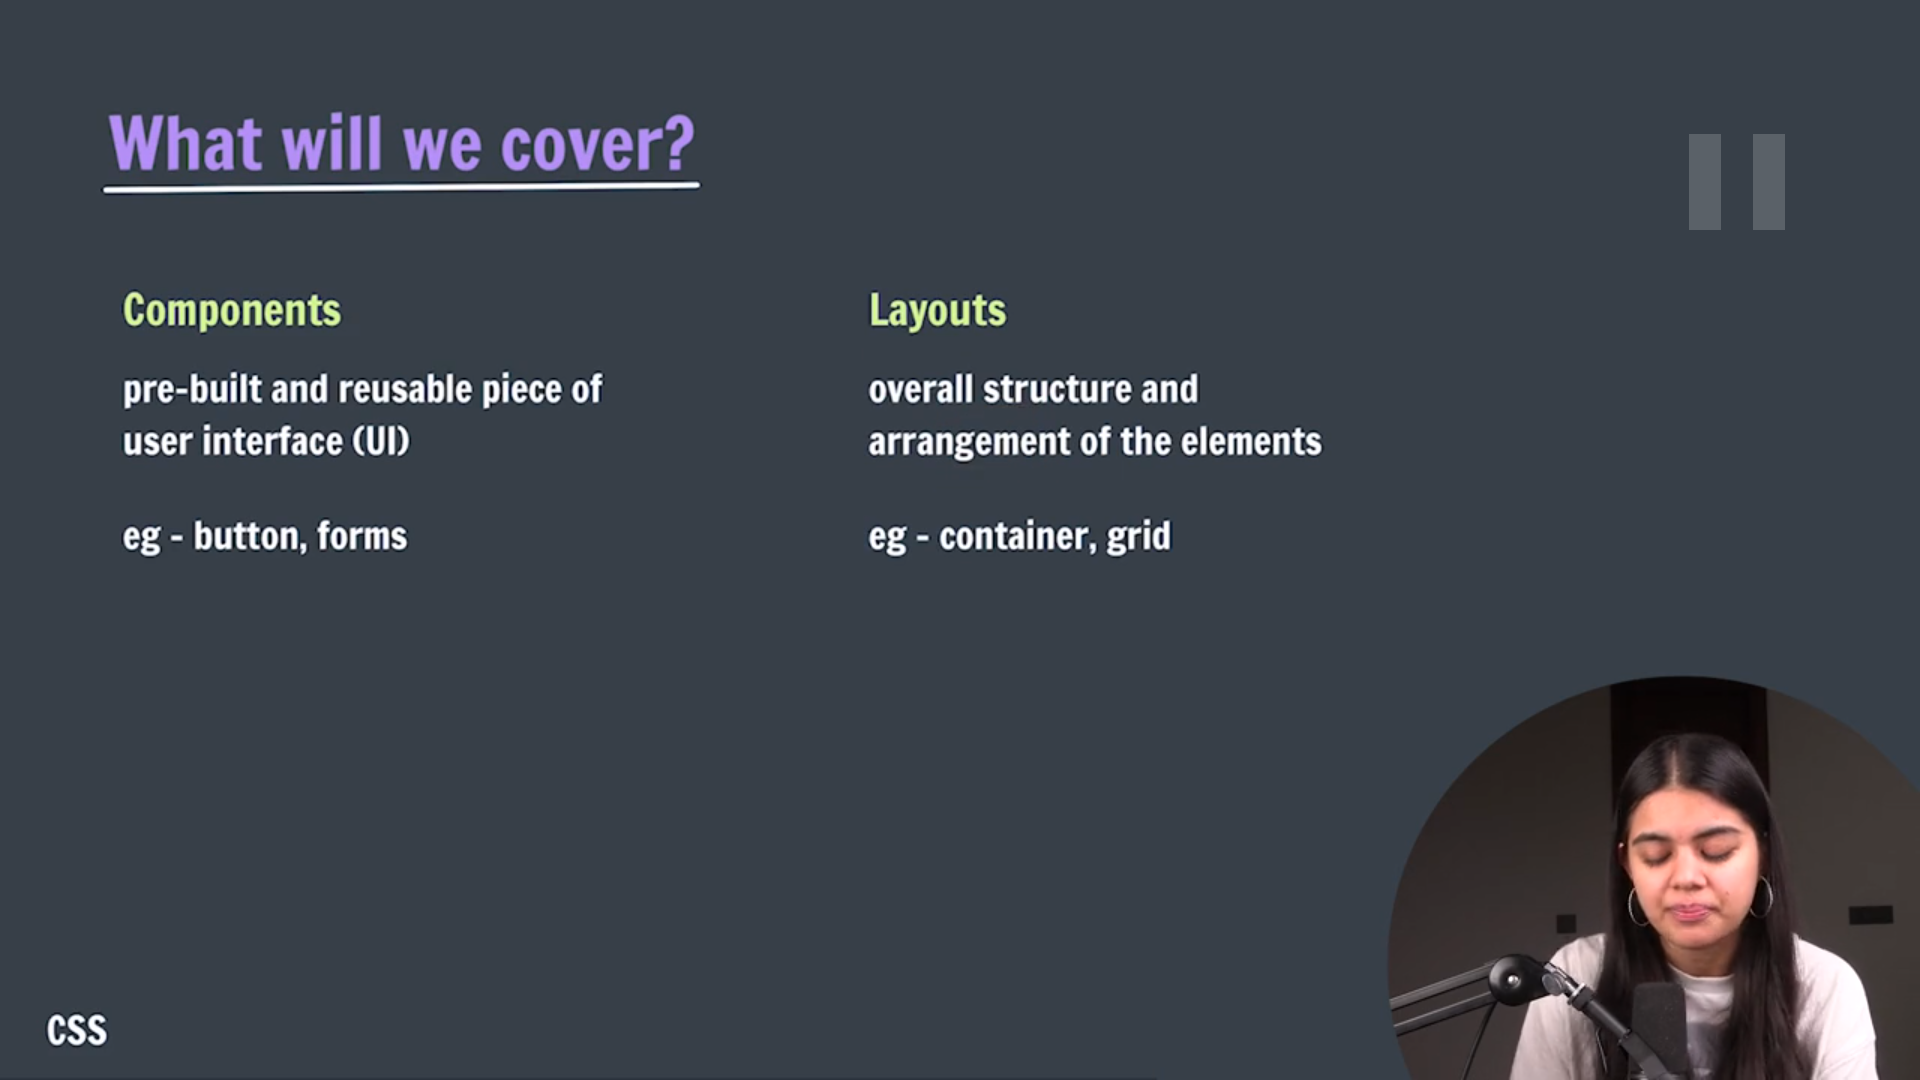 What will we cover?
Components
pre-built and reusable piece of
user interface (UI)
eg - button, forms
Layouts
overall structure and
arrangement of the elements
eg - container, grid
CSS